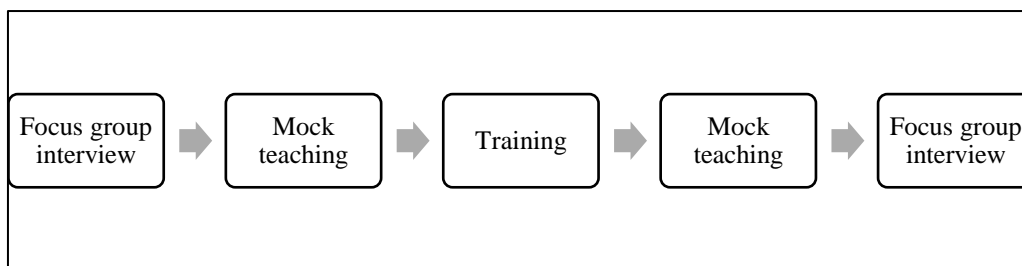 Focus group
interview
Mock
teaching
Training
Mock
teaching
Focus group
interview